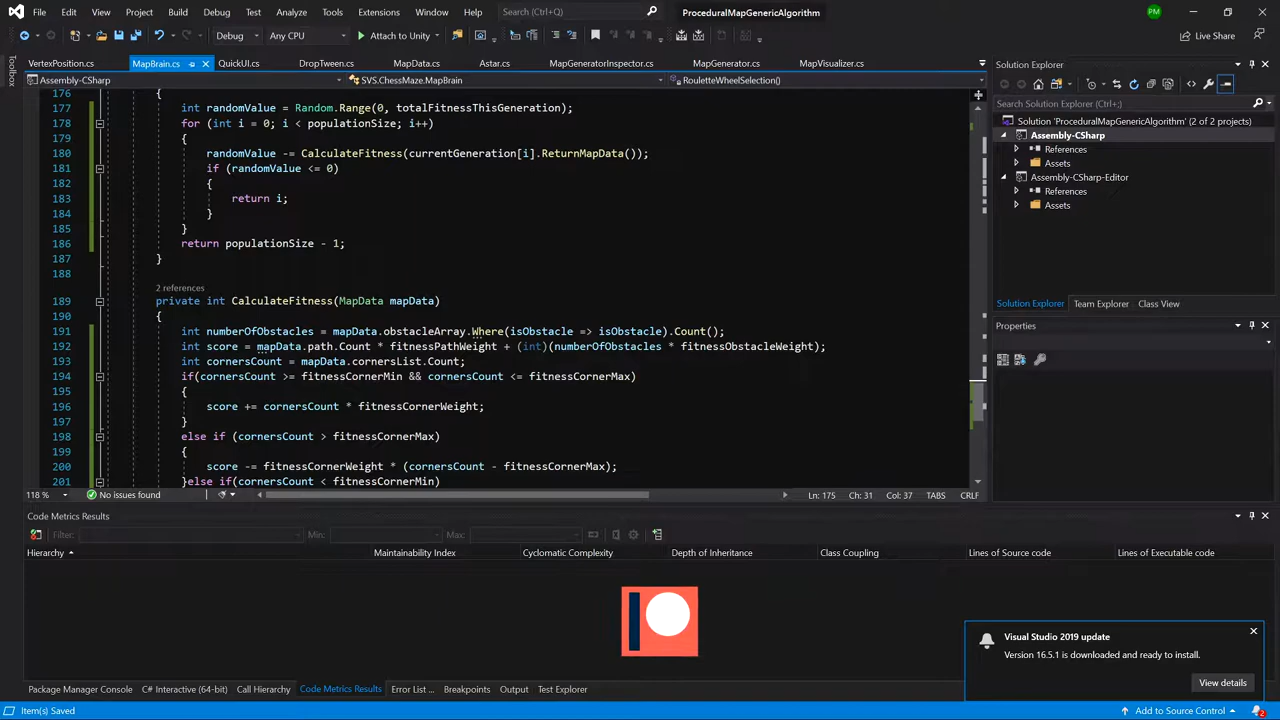 File Edit View Project Build Debug Test Analyze Tools Extensions Window Help Search (Ctrl+;) ProceduralMapGenericAlgorithm PM
Debug Any CPU Attach to Unity Live Share
VertexPosition.cs MapBrain.cs QuickUI.cs DropTween.cs MapData.cs Astar.cs MapGeneratorInspector.cs MapGenerator.cs MapVisualizer.cs
Toolbox
Assembly-CSharp SVS.ChessMaze.MapBrain RouletteWheelSelection()
176 {
177 int randomValue = Random.Range(0, totalFitnessThisGeneration);
178 for (int i = 0; i < populationSize; i++)
179 {
180 randomValue -= CalculateFitness(currentGeneration[i].ReturnMapData());
181 if (randomValue <= 0)
182 {
183 return i;
184 }
185 }
186 return populationSize - 1;
187 }
188
2 references
189 private int CalculateFitness(MapData mapData)
190 {
191 int numberOfObstacles = mapData.obstacleArray.Where(isObstacle => isObstacle).Count();
192 int score = mapData.path.Count * fitnessPathWeight + (int)(numberOfObstacles * fitnessObstacleWeight);
193 int cornersCount = mapData.cornersList.Count;
194 if(cornersCount >= fitnessCornerMin && cornersCount <= fitnessCornerMax)
195 {
196 score += cornersCount * fitnessCornerWeight;
197 }
198 else if (cornersCount > fitnessCornerMax)
199 {
200 score -= fitnessCornerWeight * (cornersCount - fitnessCornerMax);
201 }else if(cornersCount < fitnessCornerMin)
118 % No issues found Ln: 175 Ch: 31 Col: 37 TABS CRLF
Solution Explorer
Search Solution Explorer (Ctrl+;)
Solution 'ProceduralMapGenericAlgorithm' (2 of 2 projects)
Assembly-CSharp
References
Assets
Assembly-CSharp-Editor
References
Assets
Solution Explorer Team Explorer Class View
Properties
Code Metrics Results
Filter: Min: Max:
Hierarchy Maintainability Index Cyclomatic Complexity Depth of Inheritance Class Coupling Lines of Source code Lines of Executable code
Visual Studio 2019 update
Version 16.5.1 is downloaded and ready to install.
View details
Package Manager Console C# Interactive (64-bit) Call Hierarchy Code Metrics Results Error List ... Breakpoints Output Test Explorer
Item(s) Saved Add to Source Control 2